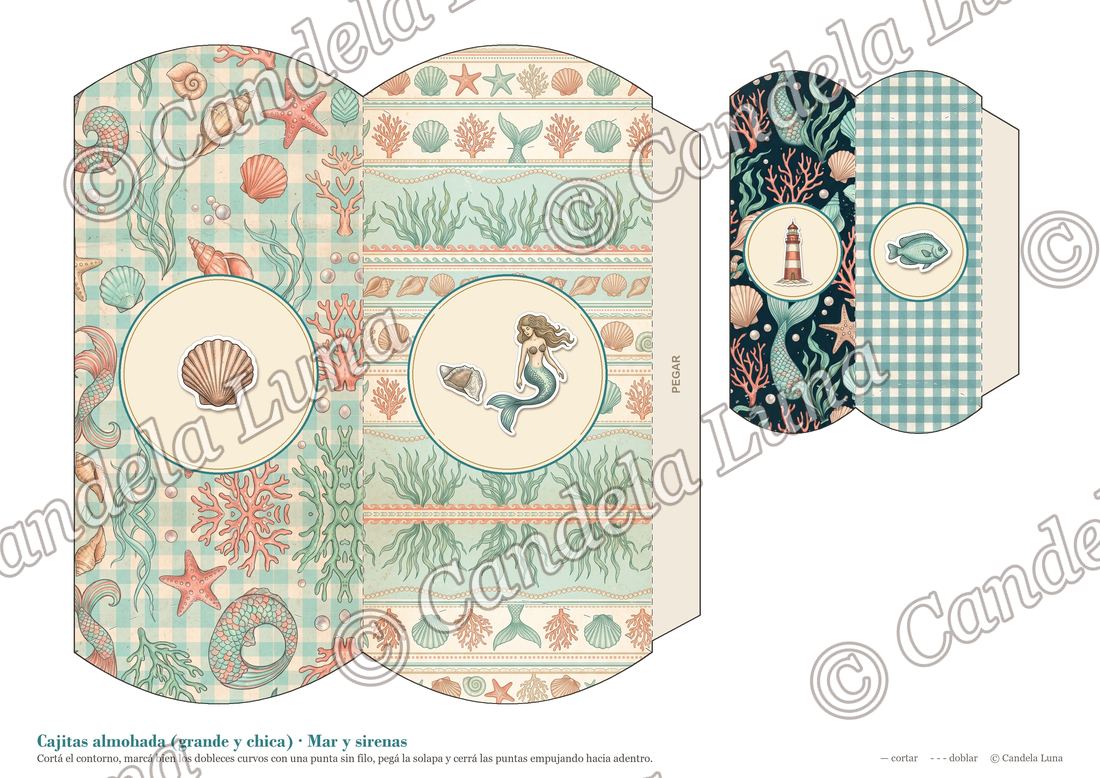 © Candela Luna
© Candela Luna
©
Candela Luna
© Candela Luna
© Candela
PEGAR
Candela Luna
Cajitas almohada (grande y chica) · Mar y sirenas
Cortá el contorno, marcá bien los dobleces curvos con una punta sin filo, pegá la solapa y cerrá las puntas empujando hacia adentro.
— cortar - - - doblar © Candela Luna